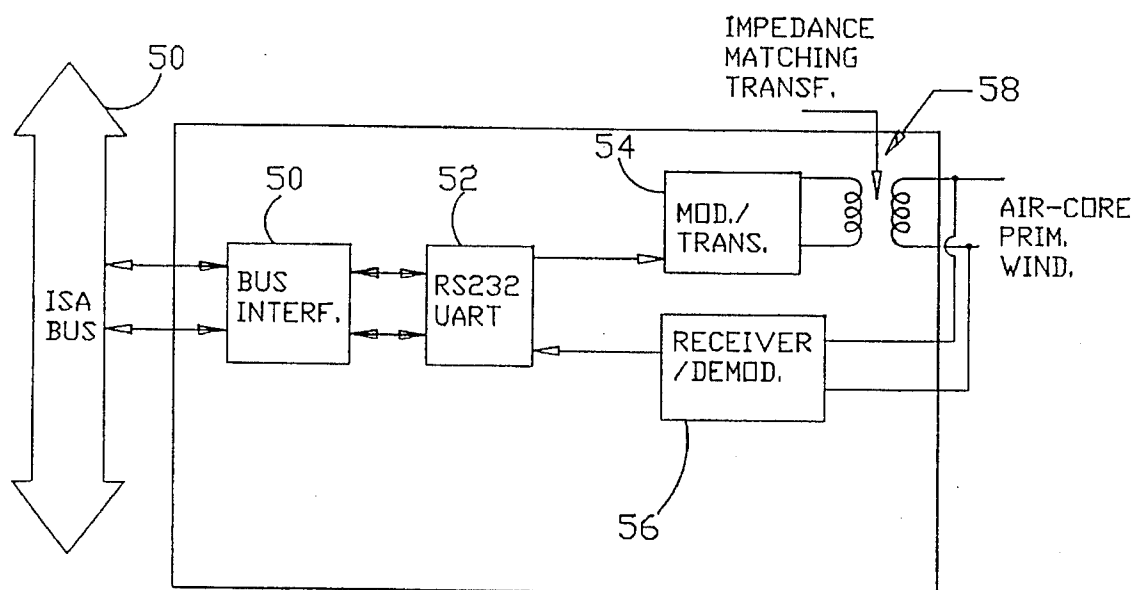 50
IMPEDANCE
MATCHING
TRANSF.
58
54
50
52
MOD./
TRANS.
AIR-CORE
PRIM.
WIND.
ISA
BUS
BUS
INTERF.
RS232
UART
RECEIVER
/DEMOD.
56